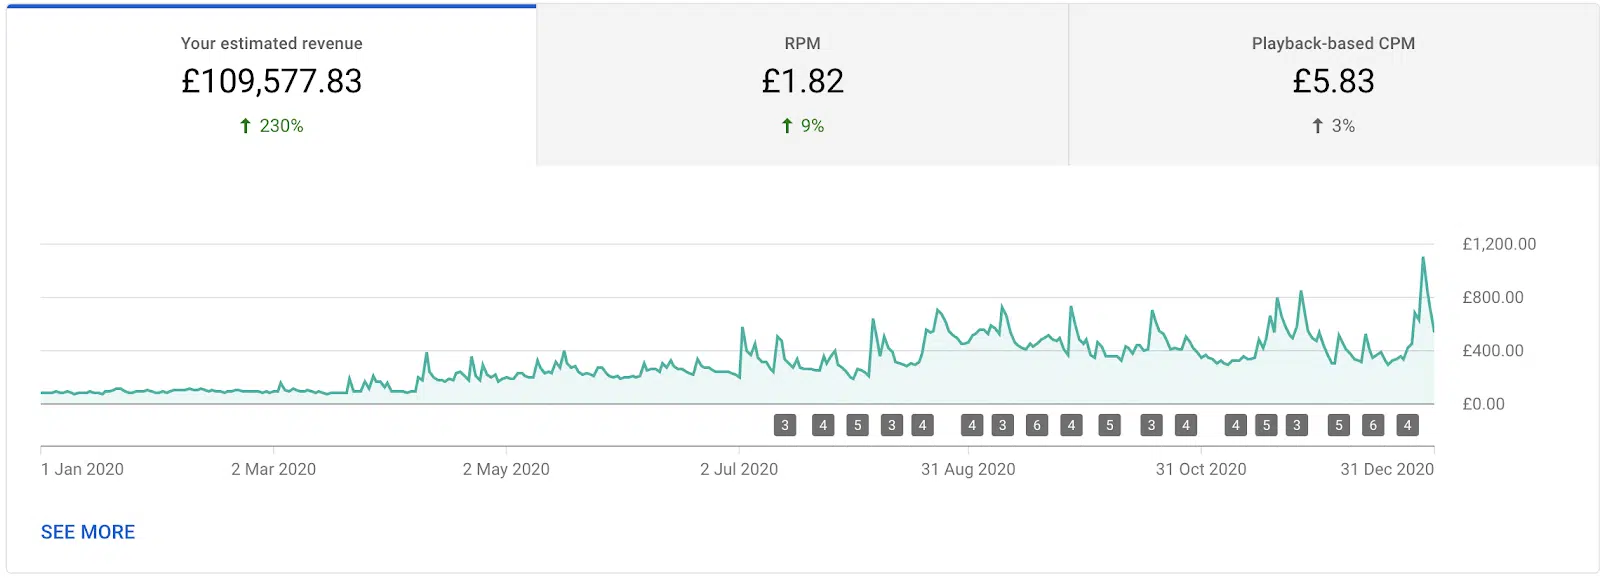 Your estimated revenue
£109,577.83
↑ 230%
RPM
£1.82
↑ 9%
Playback-based CPM
£5.83
↑ 3%
£1,200.00
£800.00
£400.00
£0.00
3 4 5 3 4 4 3 6 4 5 3 4 4 5 3 5 6 4
1 Jan 2020 2 Mar 2020 2 May 2020 2 Jul 2020 31 Aug 2020 31 Oct 2020 31 Dec 2020
SEE MORE